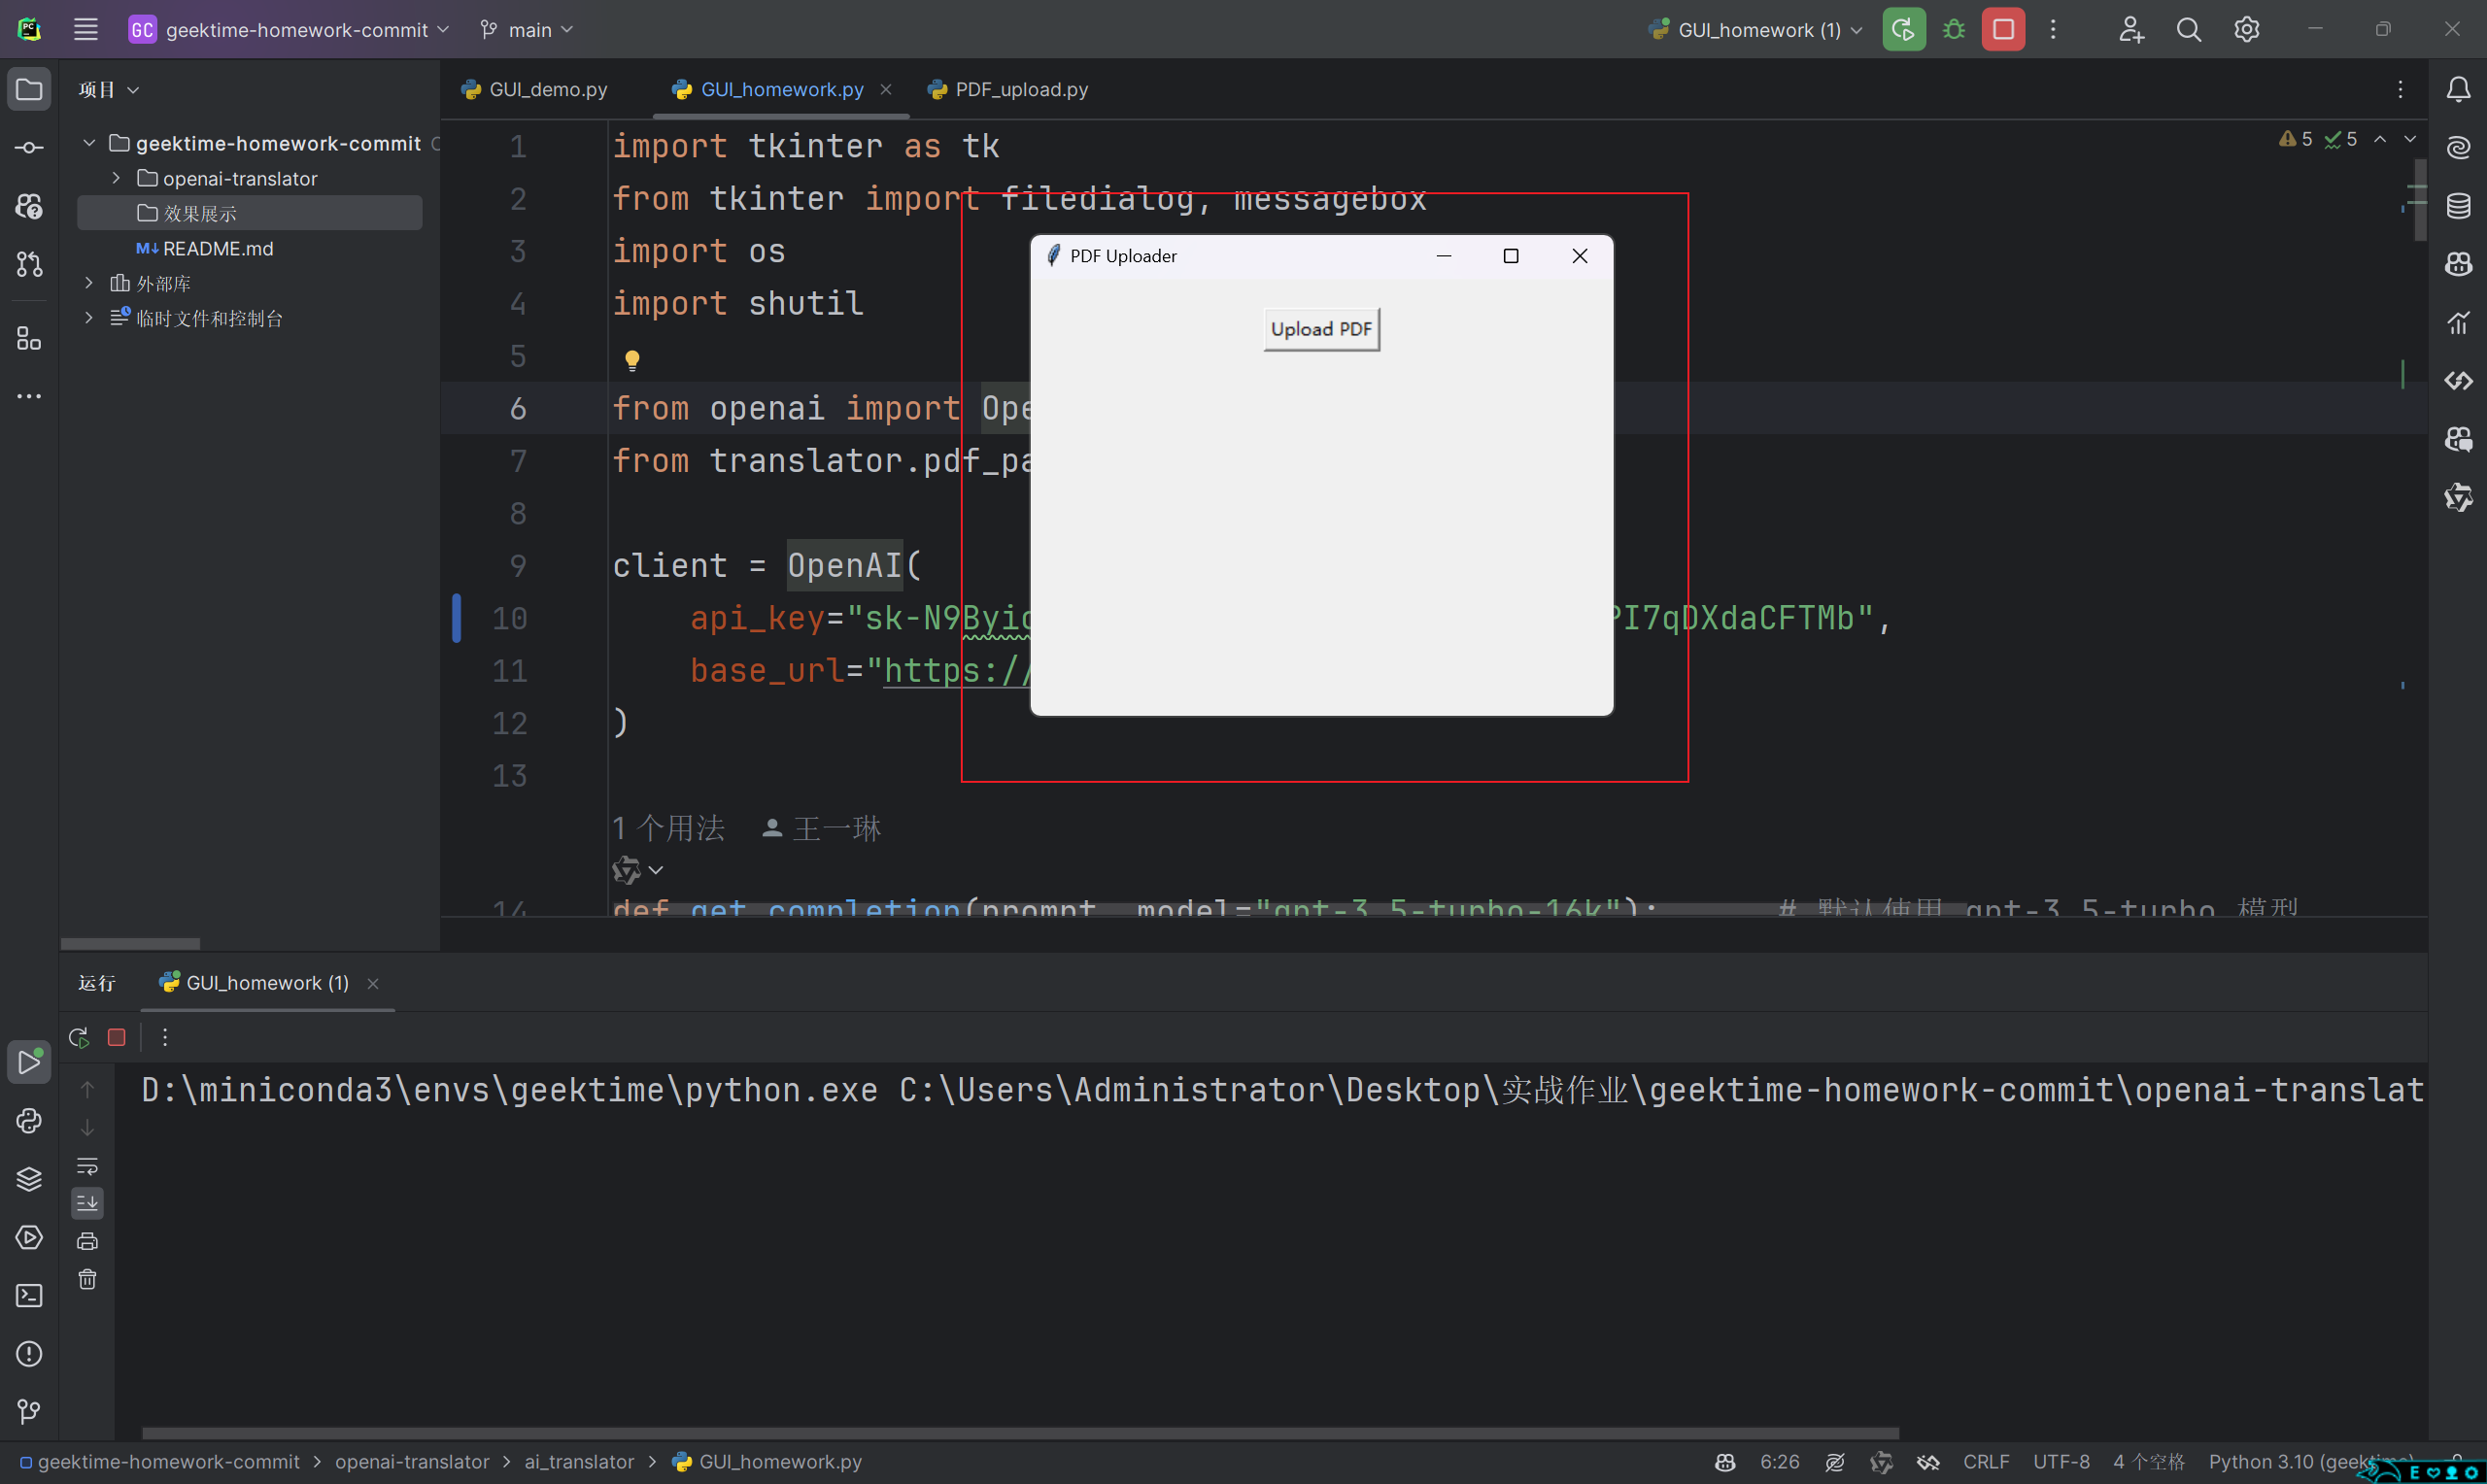 GC geektime-homework-commit main GUI_homework (1)
项目
geektime-homework-commit
openai-translator
效果展示
README.md
外部库
临时文件和控制台
GUI_demo.py GUI_homework.py PDF_upload.py
5 5
1 import tkinter as tk
2 from tkinter import filedialog, messagebox
3 import os
4 import shutil
5
6 from openai import Ope
7 from translator.pdf_pa
8
9 client = OpenAI(
10 api_key="sk-N9Byi PI7qDXdaCFTMb",
11 base_url="https://
12 )
13
1 个用法 王一琳
14 def get_completion(prompt, model="gpt-3.5-turbo-16k"): # 默认使用 gpt-3.5-turbo 模型
PDF Uploader
Upload PDF
运行 GUI_homework (1)
D:\miniconda3\envs\geektime\python.exe C:\Users\Administrator\Desktop\实战作业\geektime-homework-commit\openai-translat
geektime-homework-commit > openai-translator > ai_translator > GUI_homework.py 6:26 CRLF UTF-8 4 个空格 Python 3.10 (geektime)